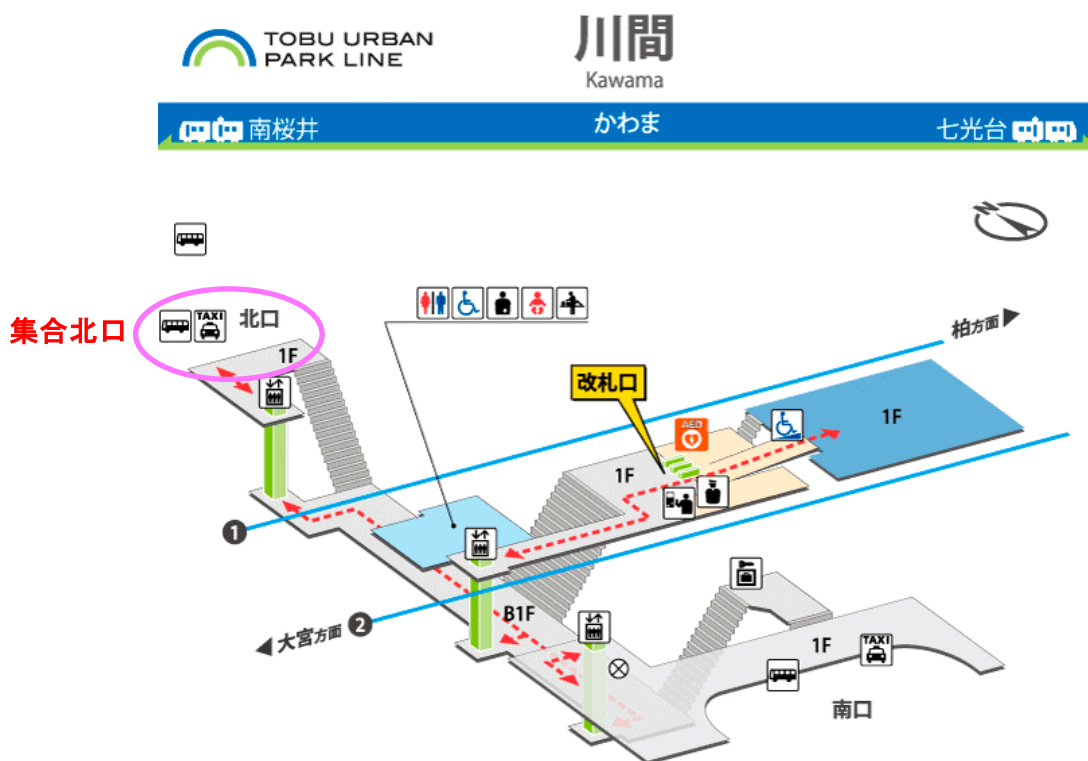 TOBU URBAN
PARK LINE
川間
Kawama
南桜井
かわま
七光台
N
集合北口
TAXI
北口
1F
柏方面
改札口
AED
1F
1F
1
B1F
大宮方面
2
1F
TAXI
南口